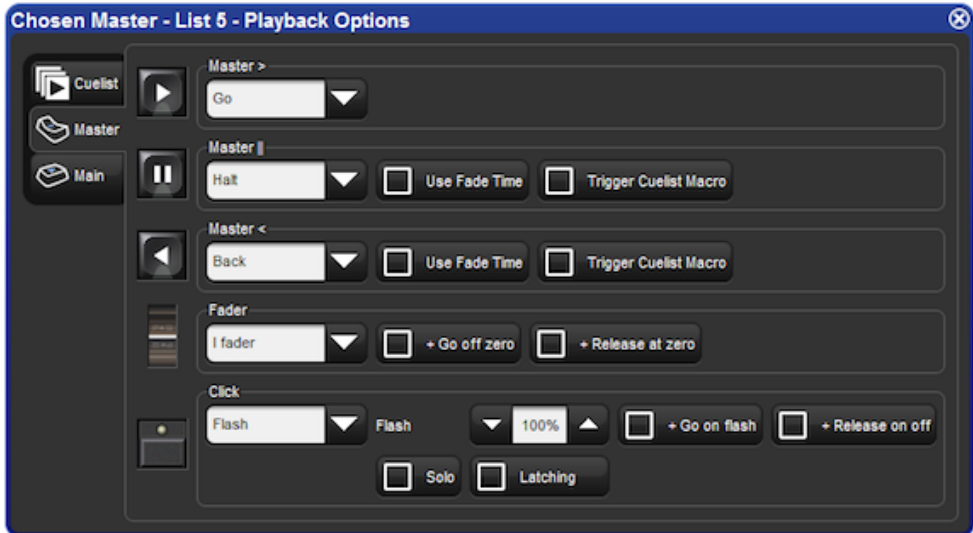 Chosen Master - List 5 - Playback Options
Cuelist
Master
Main
Master >
Go
Master ||
Halt
Use Fade Time
Trigger Cuelist Macro
Master <
Back
Use Fade Time
Trigger Cuelist Macro
Fader
I fader
+ Go off zero
+ Release at zero
Click
Flash
Flash
100%
+ Go on flash
+ Release on off
Solo
Latching